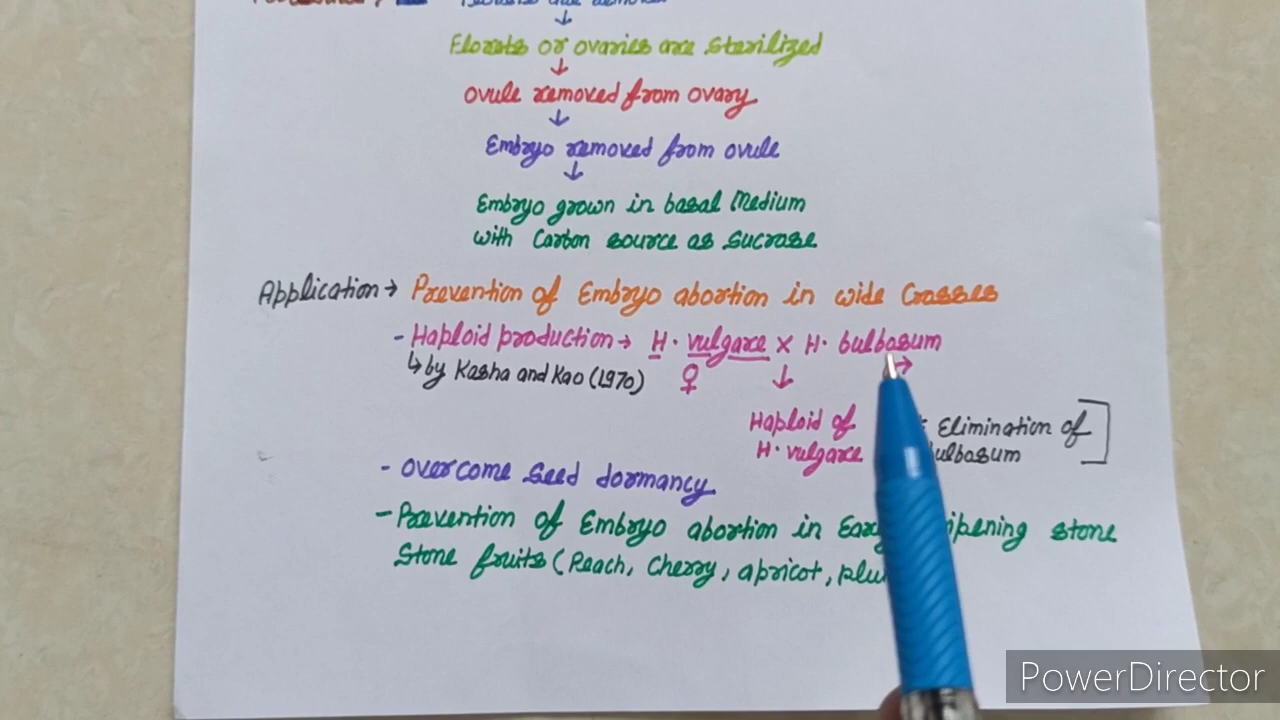 Florets or ovaries are sterilized
↓
ovule removed from ovary
↓
Embryo removed from ovule
↓
Embryo grown in basal Medium
with Carbon source as Sucrose
Application → Prevention of Embryo abortion in wide Crosses
- Haploid production → H. vulgare x H. bulbosum
↳ by Kasha and Kao (1970) ♀ ↓
Haploid of Elimination of
H. vulgare
- overcome Seed dormancy
- Prevention of Embryo abortion in stone
Stone fruits (Peach, Cherry, apricot,
PowerDirector